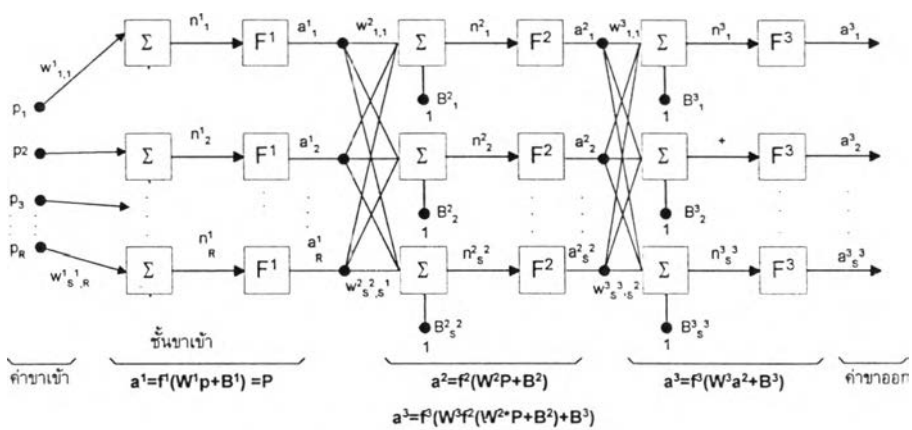 w¹₁,₁ Σ n¹₁ F¹ a¹₁ w²₁,₁ Σ n²₁ F² a²₁ w³₁,₁ Σ n³₁ F³ a³₁
p₁ 1 B²₁ 1 B³₁
p2 Σ n¹₂ F¹ a¹₂ Σ n²₂ F² a²₂ Σ + F³ a³₂
p₃ 1 B²₂ 1 B³₂
p_R w¹_S¹,R Σ n¹_R F¹ a¹_R w²_S²,S¹ Σ n²_S² F² a²_S² w³_S³,S² Σ n³_S³ F³ a³_S³
1 B²_S² 1 B³_S³
ชั้นขาเข้า
ค่าขาเข้า a¹=f¹(W¹p+B¹) =P a²=f²(W²P+B²) a³=f³(W³a²+B³) ค่าขาออก
a³=f³(W³f²(W²*P+B²)+B³)